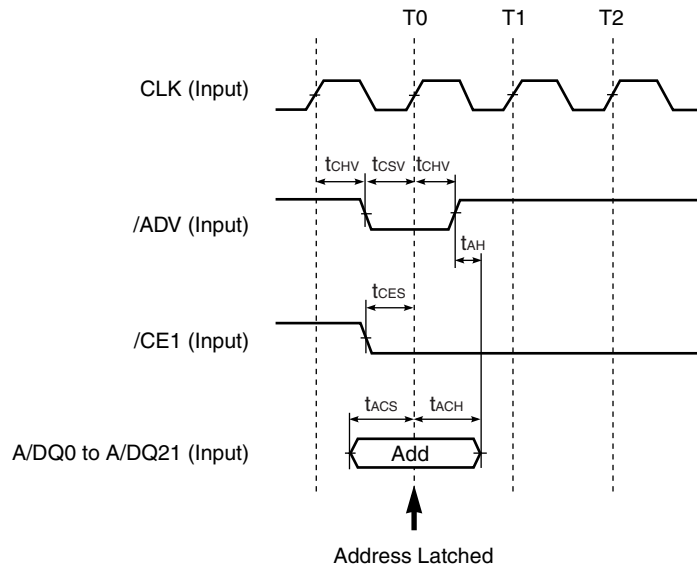 T0 T1 T2
CLK (Input)
tCHV tCSV tCHV
/ADV (Input)
tAH
tCES
/CE1 (Input)
tACS tACH
A/DQ0 to A/DQ21 (Input) Add
Address Latched